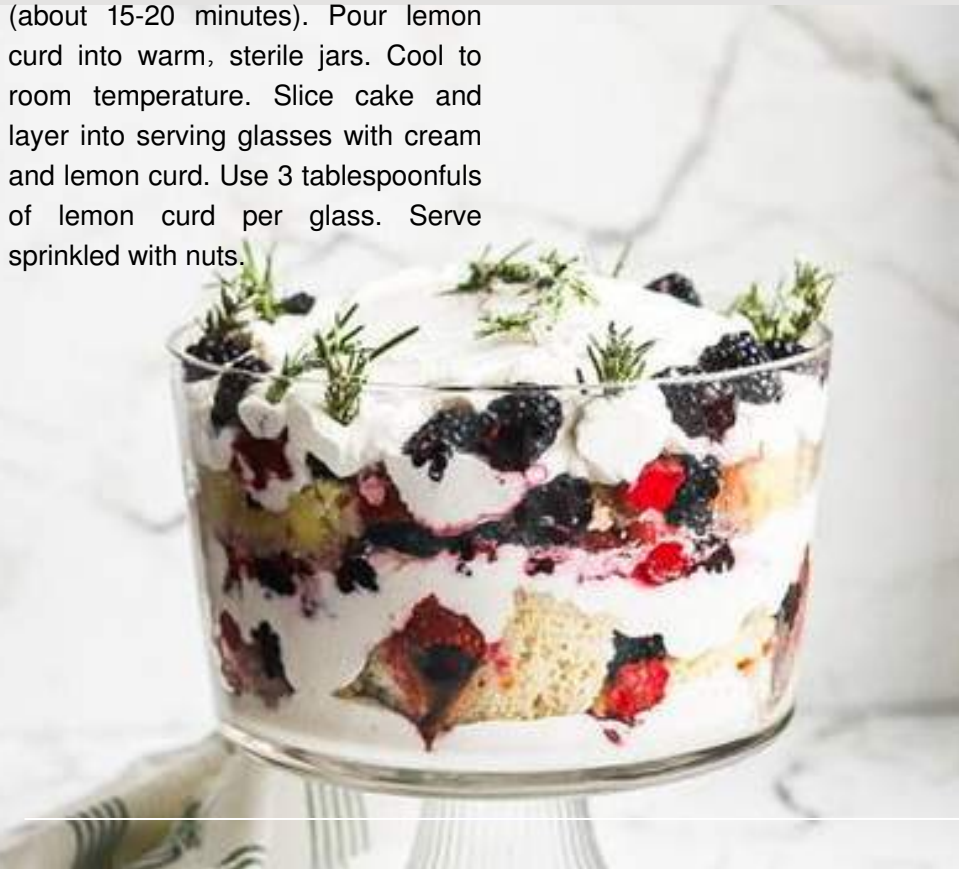 (about 15-20 minutes). Pour lemon
curd into warm, sterile jars. Cool to
room temperature. Slice cake and
layer into serving glasses with cream
and lemon curd. Use 3 tablespoonfuls
of lemon curd per glass. Serve
sprinkled with nuts.